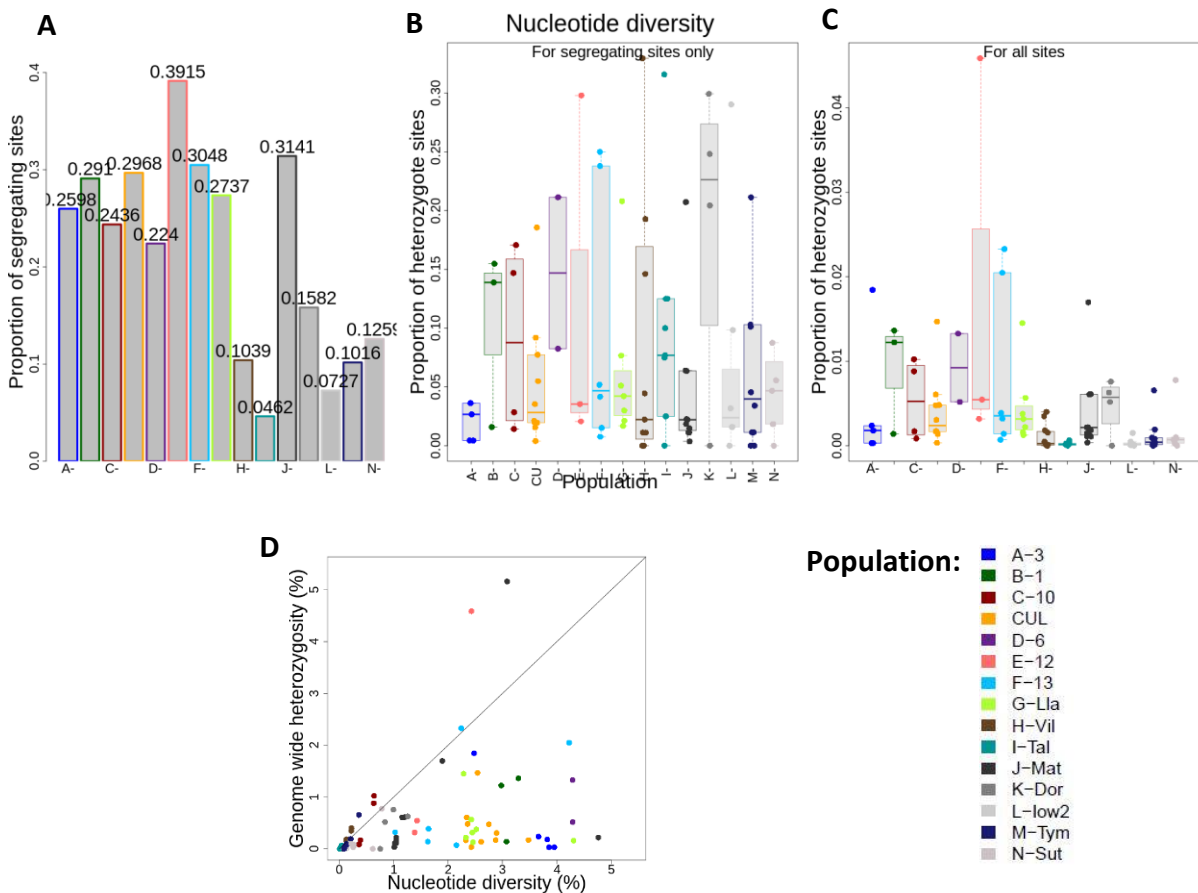 A
Proportion of segregating sites
0.0 0.1 0.2 0.3 0.4
0.2598
0.291
0.2436
0.2968
0.224
0.3915
0.3048
0.2737
0.1039
0.0462
0.3141
0.1582
0.0727
0.1016
0.1259
A- C- D- F- H- J- L- N-
B
Nucleotide diversity
For segregating sites only
Proportion of heterozygote sites
0.00 0.05 0.10 0.15 0.20 0.25 0.30
A- B- C- CU D- E- F- G- H- I- J- K- L- M- N-
Population
C
For all sites
Proportion of heterozygote sites
0.00 0.01 0.02 0.03 0.04
A- C- D- F- H- J- L- N-
D
Genome wide heterozygosity (%)
0 1 2 3 4 5
0 1 2 3 4 5
Nucleotide diversity (%)
Population:
A−3
B−1
C−10
CUL
D−6
E−12
F−13
G−Lla
H−Vil
I−Tal
J−Mat
K−Dor
L−low2
M−Tym
N−Sut